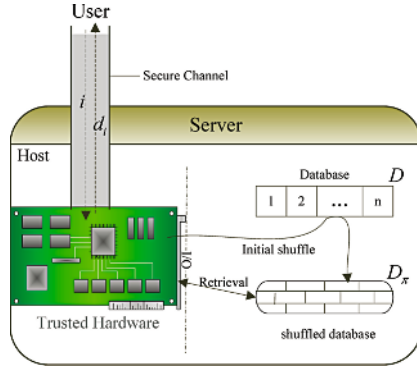 User
Secure Channel
i
d_i
Server
Host
Database
D
1 2 ... n
I/O
Initial shuffle
Retrieval
D_π
Trusted Hardware
shuffled database